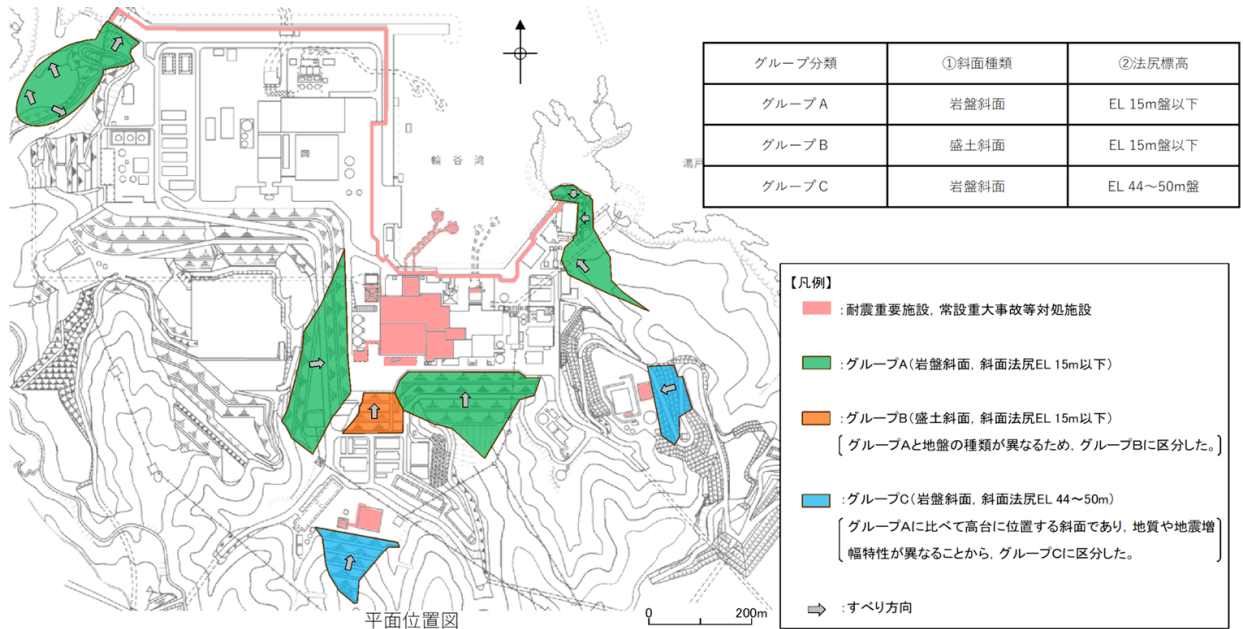 グループ分類 ①斜面種類 ②法尻標高
グループA 岩盤斜面 EL 15m盤以下
グループB 盛土斜面 EL 15m盤以下
グループC 岩盤斜面 EL 44～50m盤
輪谷湾
【凡例】
：耐震重要施設，常設重大事故等対処施設
：グループA（岩盤斜面，斜面法尻EL 15m以下）
：グループB（盛土斜面，斜面法尻EL 15m以下）
グループAと地盤の種類が異なるため，グループBに区分した。
：グループC（岩盤斜面，斜面法尻EL 44～50m）
グループAに比べて高台に位置する斜面であり，地質や地震増
幅特性が異なることから，グループCに区分した。
：すべり方向
0 200m
平面位置図